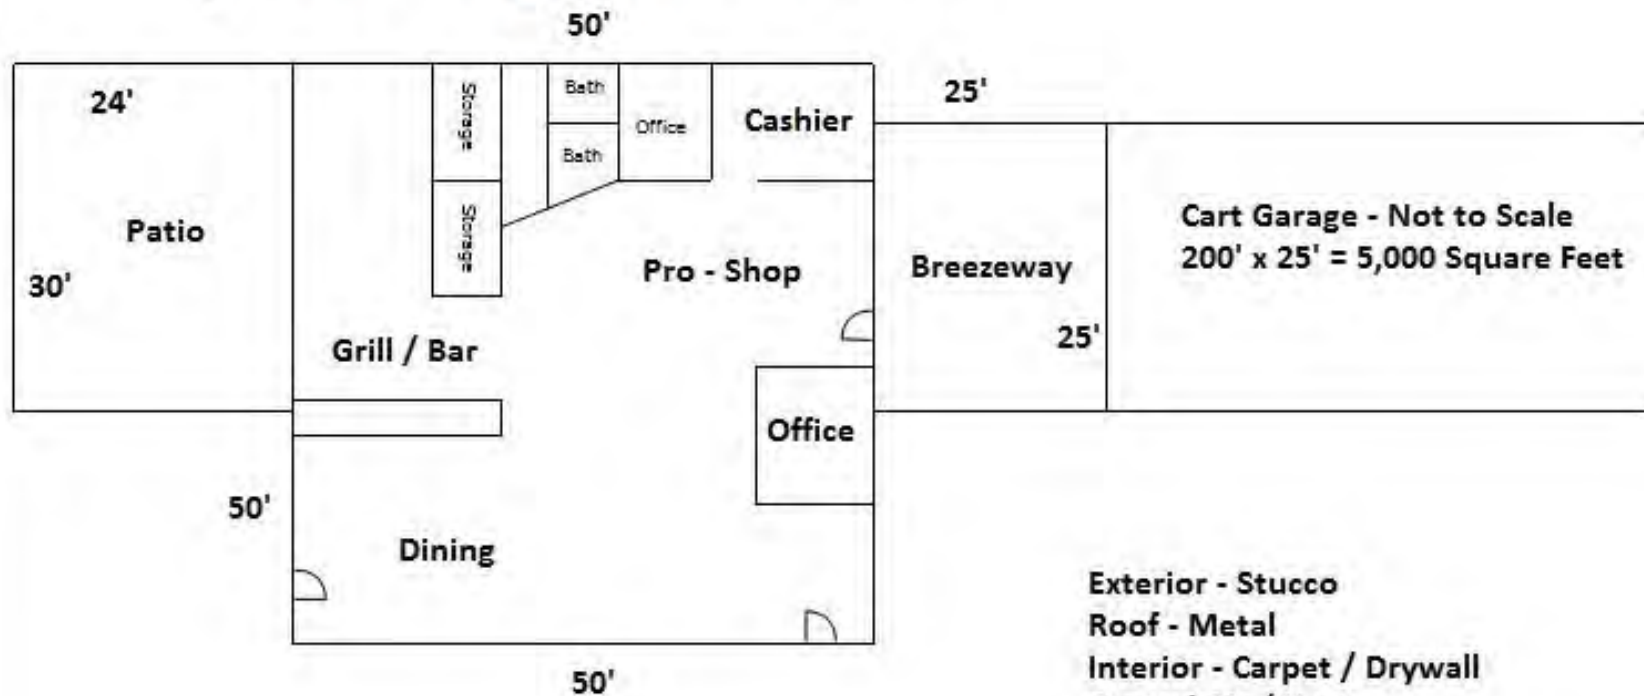 50'
24'
Storage
Bath
Office
Cashier
25'
Bath
Storage
Patio
Pro - Shop
Breezeway
Cart Garage - Not to Scale
200' x 25' = 5,000 Square Feet
30'
25'
Grill / Bar
Office
50'
Dining
Exterior - Stucco
Roof - Metal
Interior - Carpet / Drywall
50'